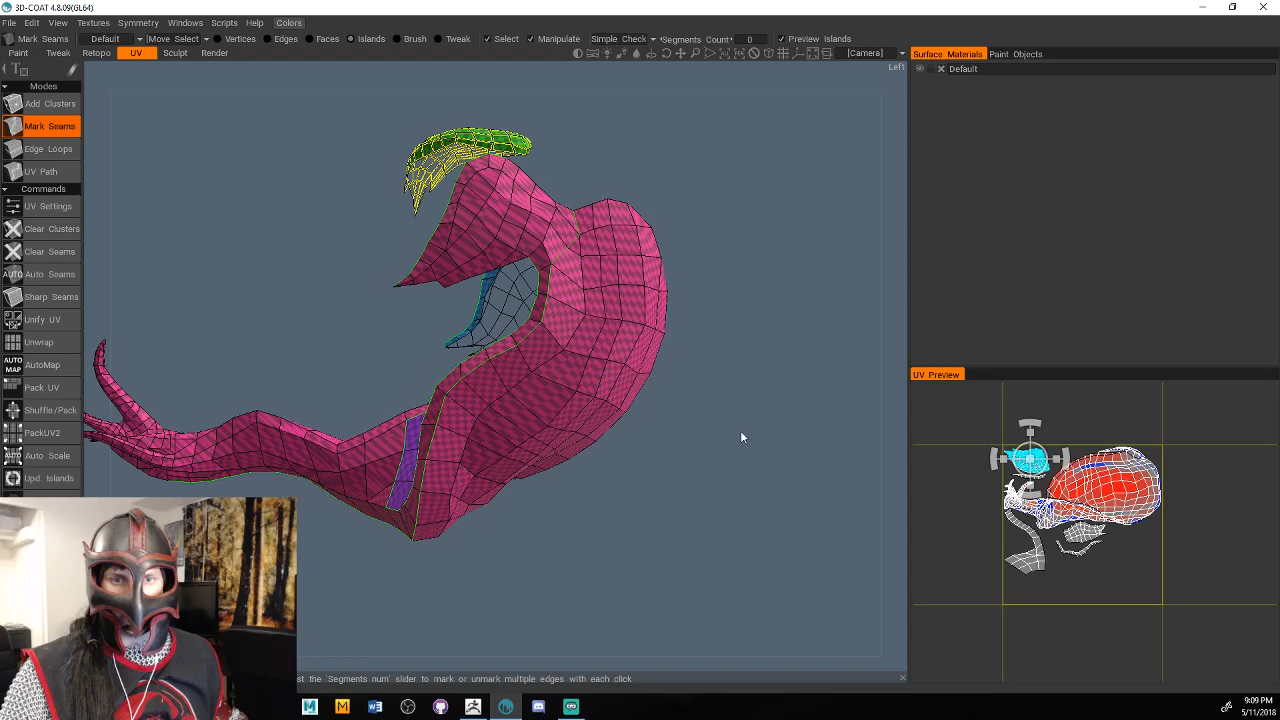 3D-COAT 4.8.09(GL64)
File Edit View Textures Symmetry Windows Scripts Help Colors
Mark Seams Default [Move Select Vertices Edges Faces Islands Brush Tweak Select Manipulate Simple Check Segments Count 0 Preview Islands
Paint Tweak Retopo UV Sculpt Render [Camera]
Surface Materials Paint Objects
Left
Default
Modes
Add Clusters
Mark Seams
Edge Loops
UV Path
Commands
UV Settings
Clear Clusters
Clear Seams
AUTO Auto Seams
Sharp Seams
Unify UV
Unwrap
AUTO MAP AutoMap
Pack UV
Shuffle/Pack
PackUV2
AUTO Auto Scale
Upd. Islands
UV Preview
st the 'Segments num' slider to mark or unmark multiple edges with each click
9:09 PM
5/11/2018